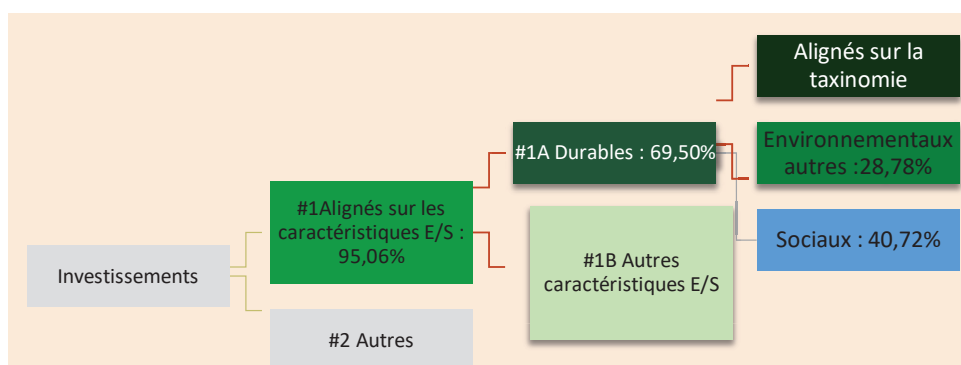 Investissements
#1Alignés sur les
caractéristiques E/S :
95,06%
#2 Autres
#1A Durables : 69,50%
#1B Autres
caractéristiques E/S
Alignés sur la
taxinomie
Environnementaux
autres :28,78%
Sociaux : 40,72%